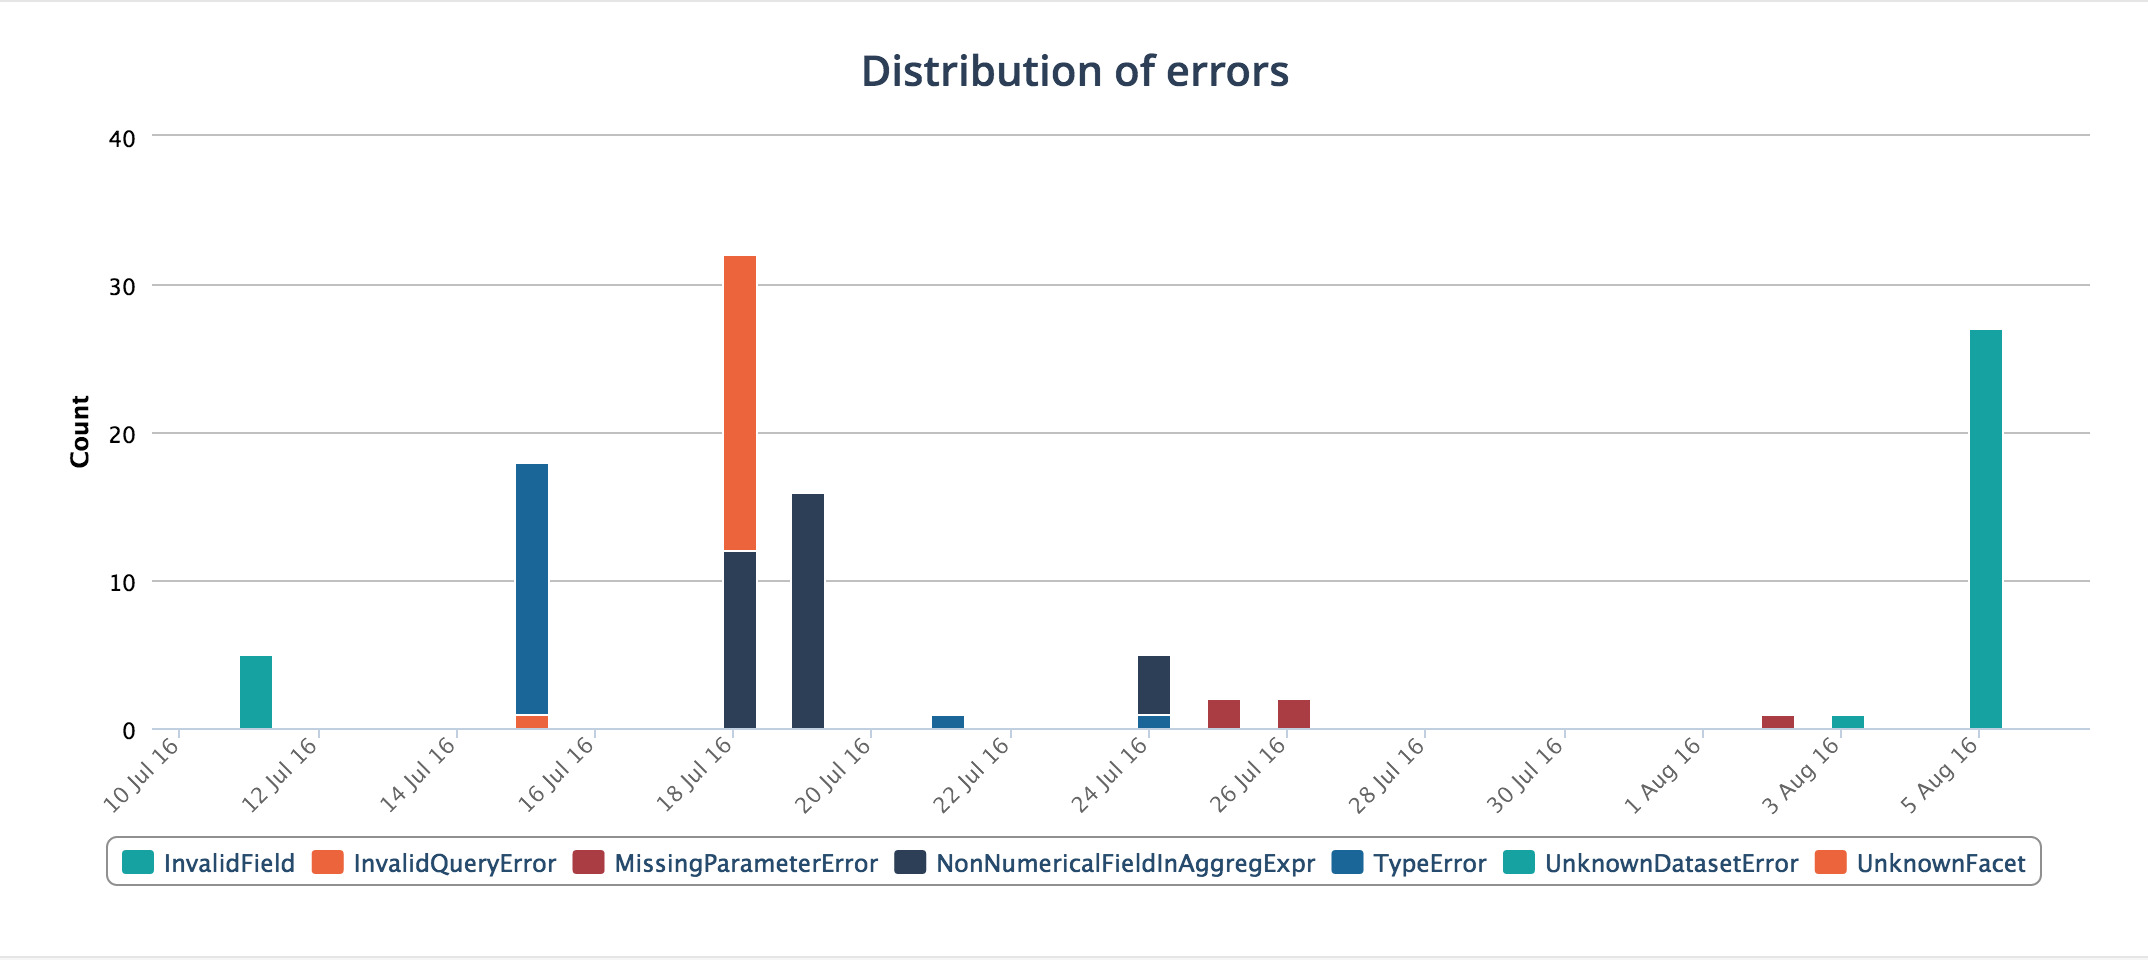 Distribution of errors
40
30
20
10
0
Count
10 Jul 16
12 Jul 16
14 Jul 16
16 Jul 16
18 Jul 16
20 Jul 16
22 Jul 16
24 Jul 16
26 Jul 16
28 Jul 16
30 Jul 16
1 Aug 16
3 Aug 16
5 Aug 16
InvalidField InvalidQueryError MissingParameterError NonNumericalFieldInAggregExpr TypeError UnknownDatasetError UnknownFacet